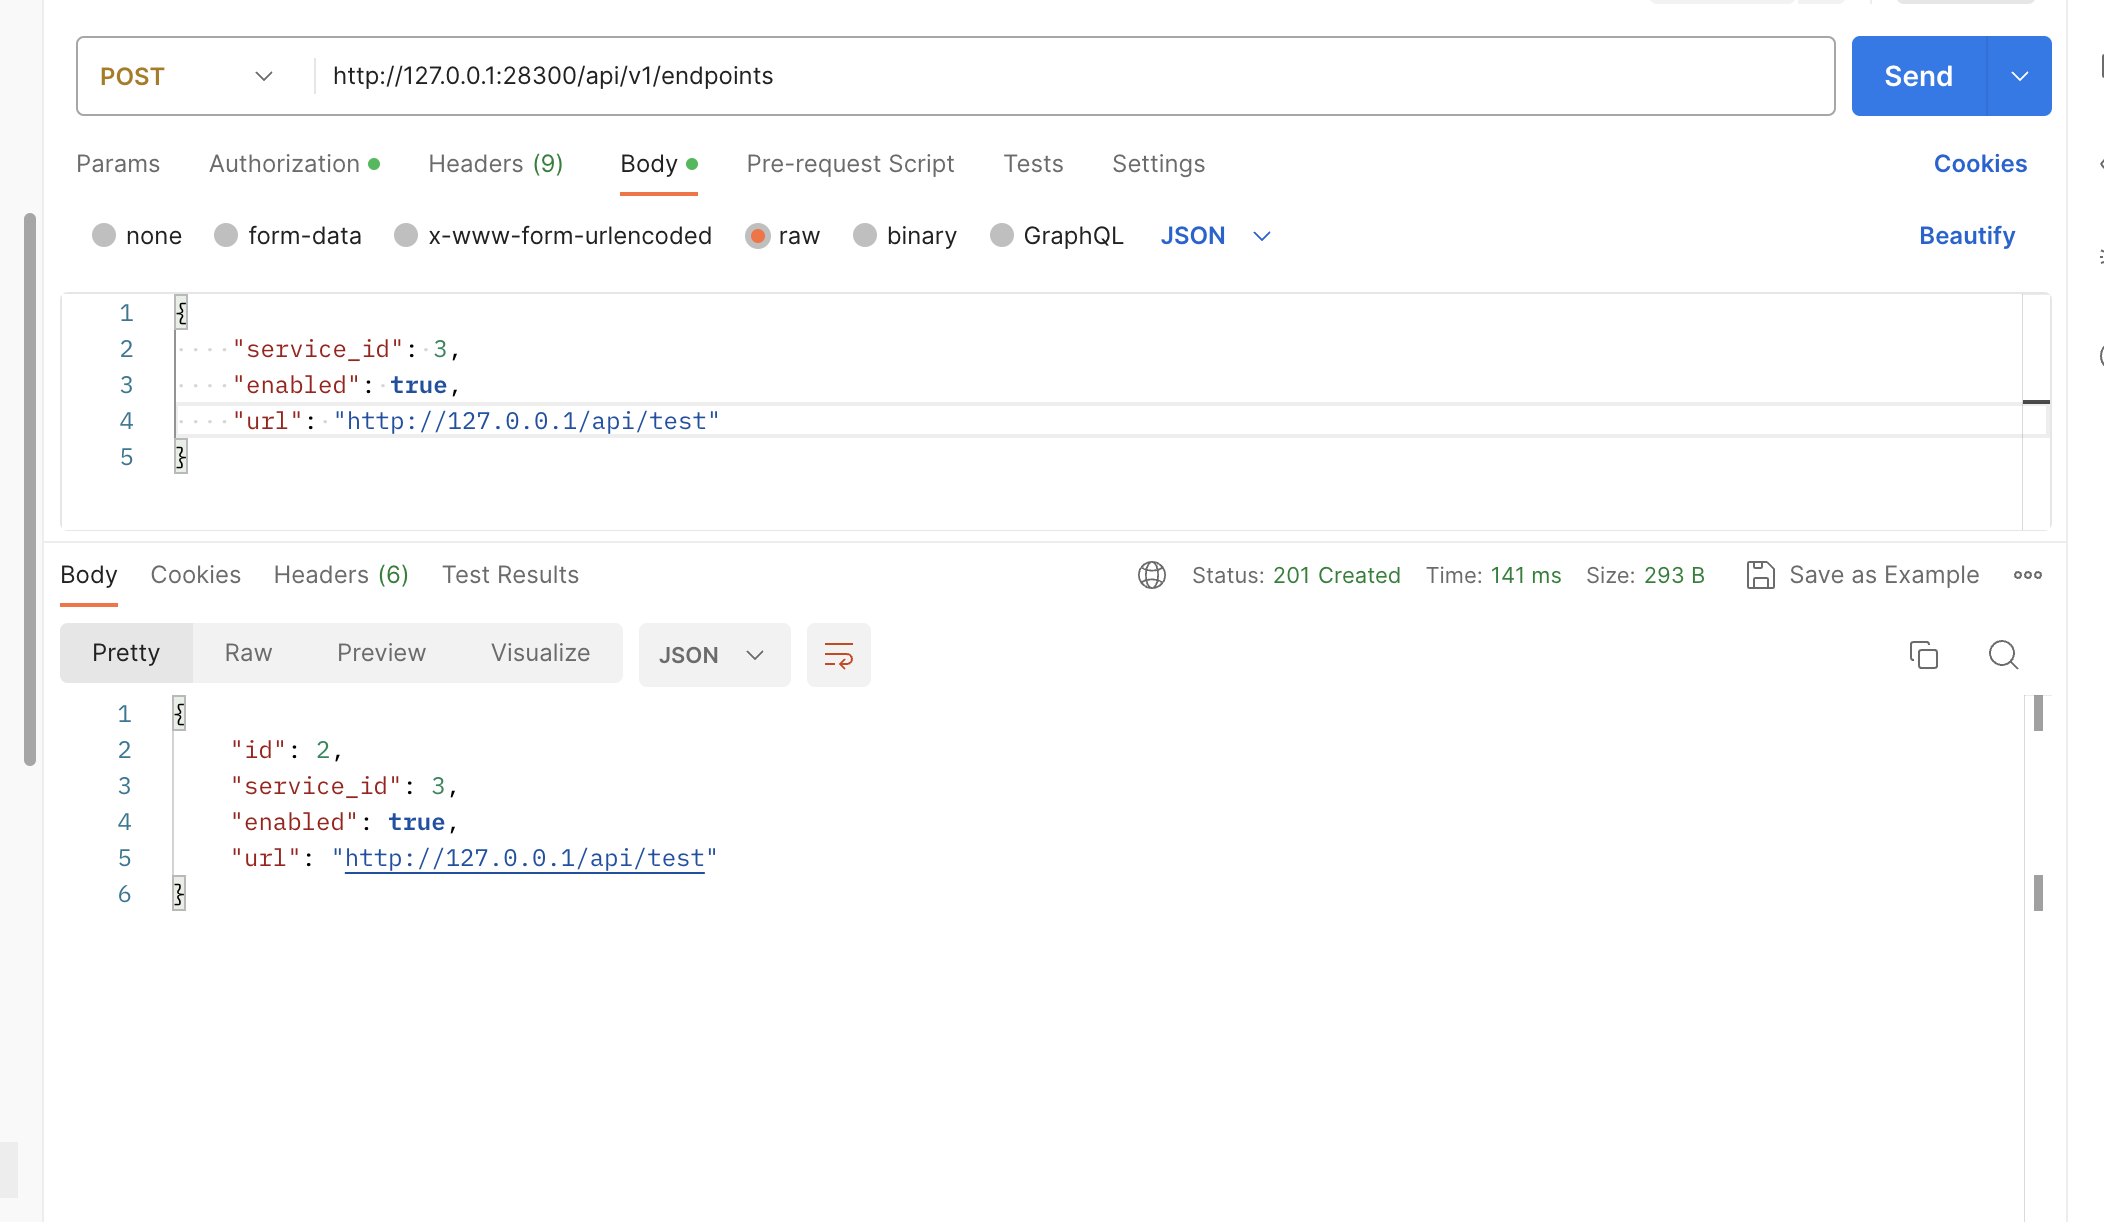 POST http://127.0.0.1:28300/api/v1/endpoints Send
Params Authorization Headers (9) Body Pre-request Script Tests Settings Cookies
none form-data x-www-form-urlencoded raw binary GraphQL JSON Beautify
1 {
2 "service_id": 3,
3 "enabled": true,
4 "url": "http://127.0.0.1/api/test"
5 }
Body Cookies Headers (6) Test Results Status: 201 Created Time: 141 ms Size: 293 B Save as Example
Pretty Raw Preview Visualize JSON
1 {
2 "id": 2,
3 "service_id": 3,
4 "enabled": true,
5 "url": "http://127.0.0.1/api/test"
6 }